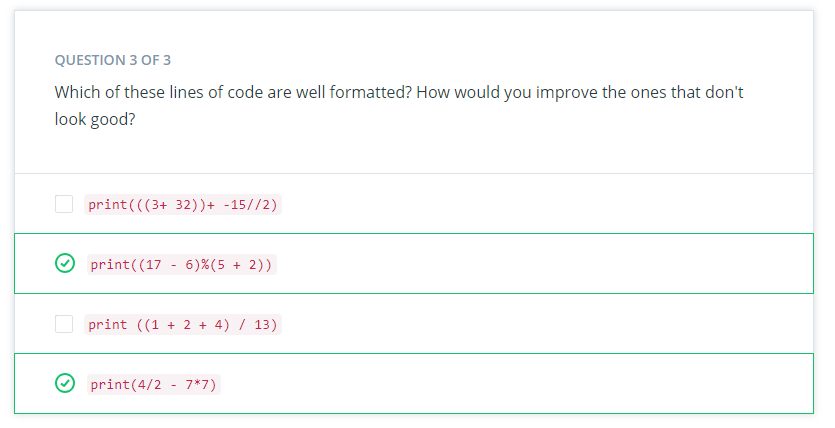 QUESTION 3 OF 3
Which of these lines of code are well formatted? How would you improve the ones that don't
look good?
print(((3+ 32))+ -15//2)
print((17 - 6)%(5 + 2))
print ((1 + 2 + 4) / 13)
print(4/2 - 7*7)